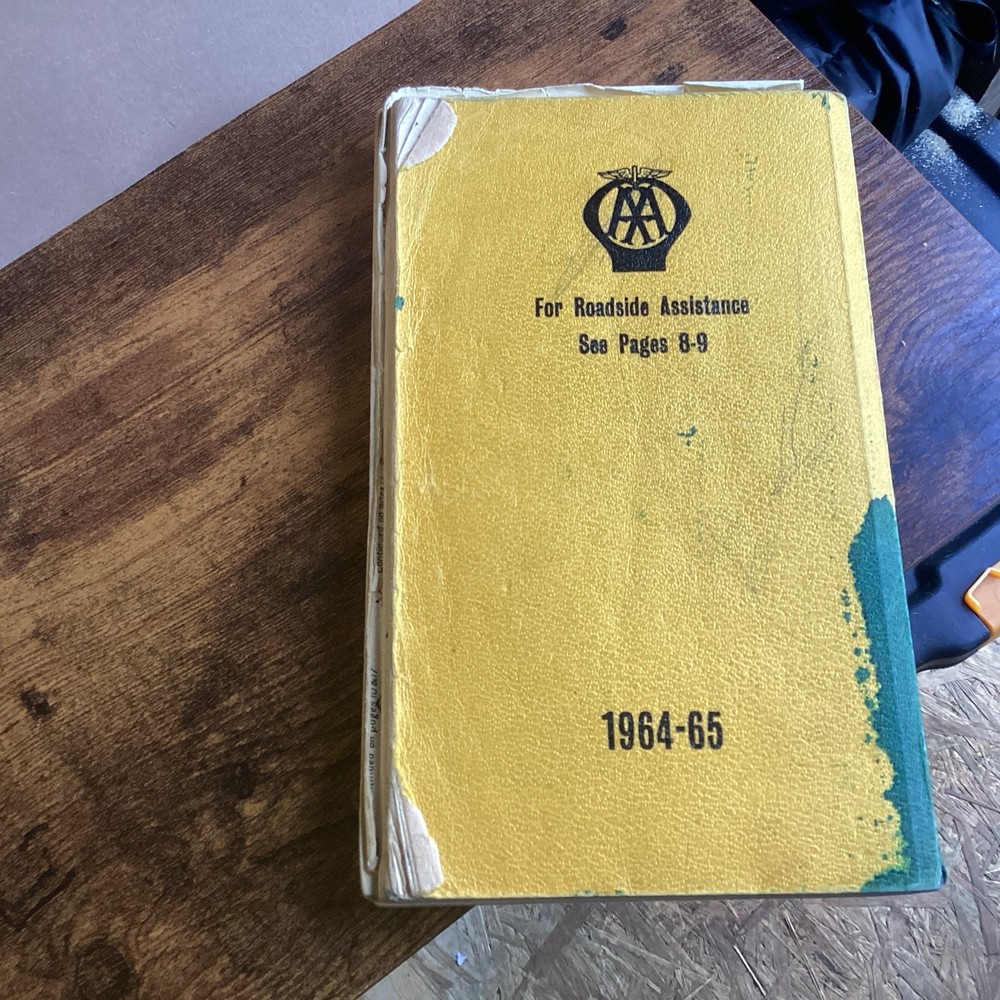 AA
For Roadside Assistance
See Pages 8-9
1964-65